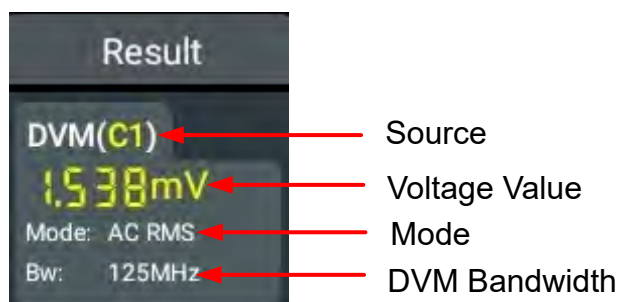 Result
DVM(C1)
Source
1.538mV
Voltage Value
Mode: AC RMS
Mode
Bw: 125MHz
DVM Bandwidth